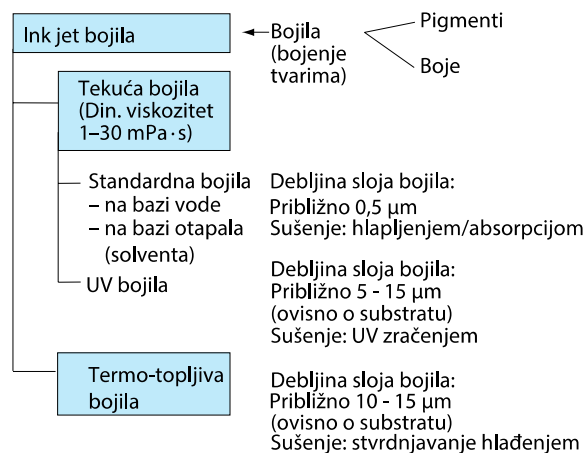 Ink jet bojila
Bojila
(bojenje
tvarima)
Pigmenti
Boje
Tekuća bojila
(Din. viskozitet
1–30 mPa·s)
Standardna bojila
– na bazi vode
– na bazi otapala
(solventa)
Debljina sloja bojila:
Približno 0,5 µm
Sušenje: hlapljenjem/absorpcijom
UV bojila
Debljina sloja bojila:
Približno 5 - 15 µm
(ovisno o substratu)
Sušenje: UV zračenjem
Termo-topljiva
bojila
Debljina sloja bojila:
Približno 10 - 15 µm
(ovisno o substratu)
Sušenje: stvrdnjavanje hlađenjem